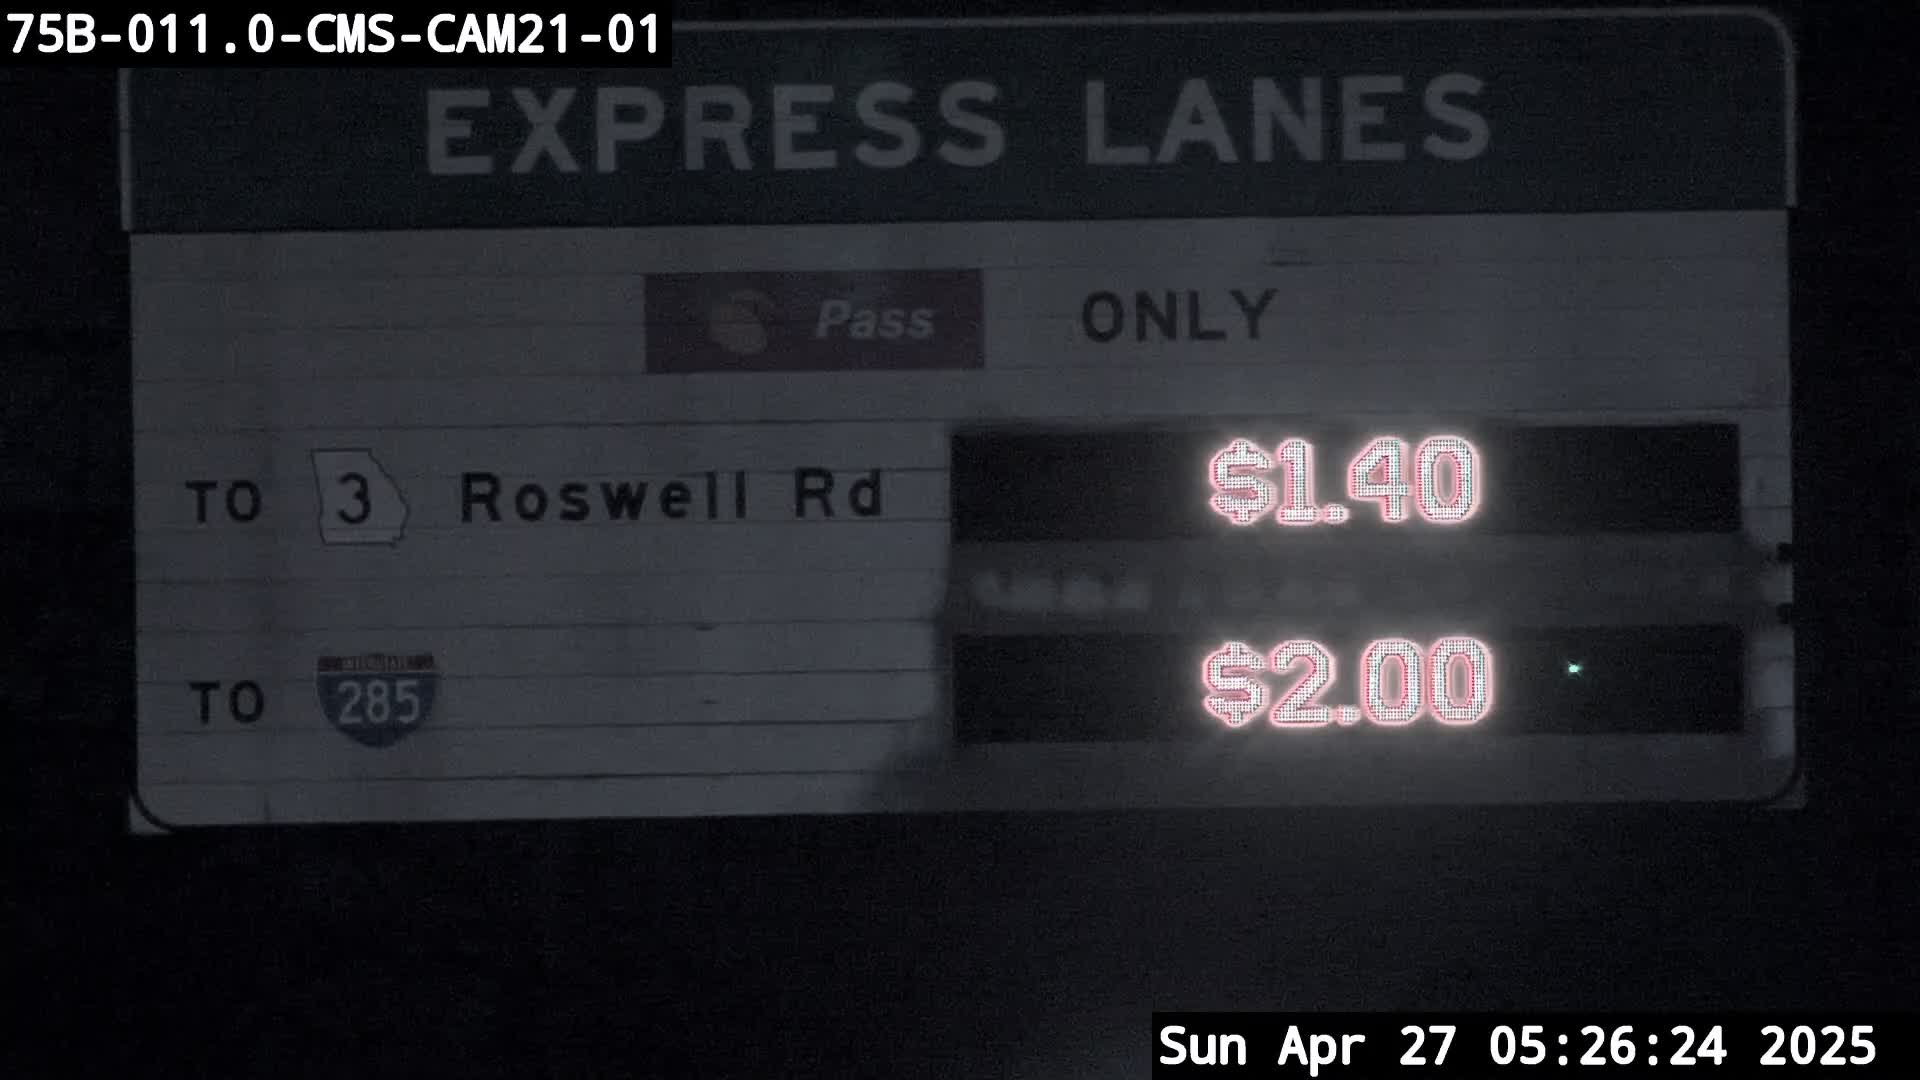 75B-011.0-CMS-CAM21-01
EXPRESS LANES
Pass ONLY
TO 3 Roswell Rd $1.40
TO 285 $2.00
Sun Apr 27 05:26:24 2025